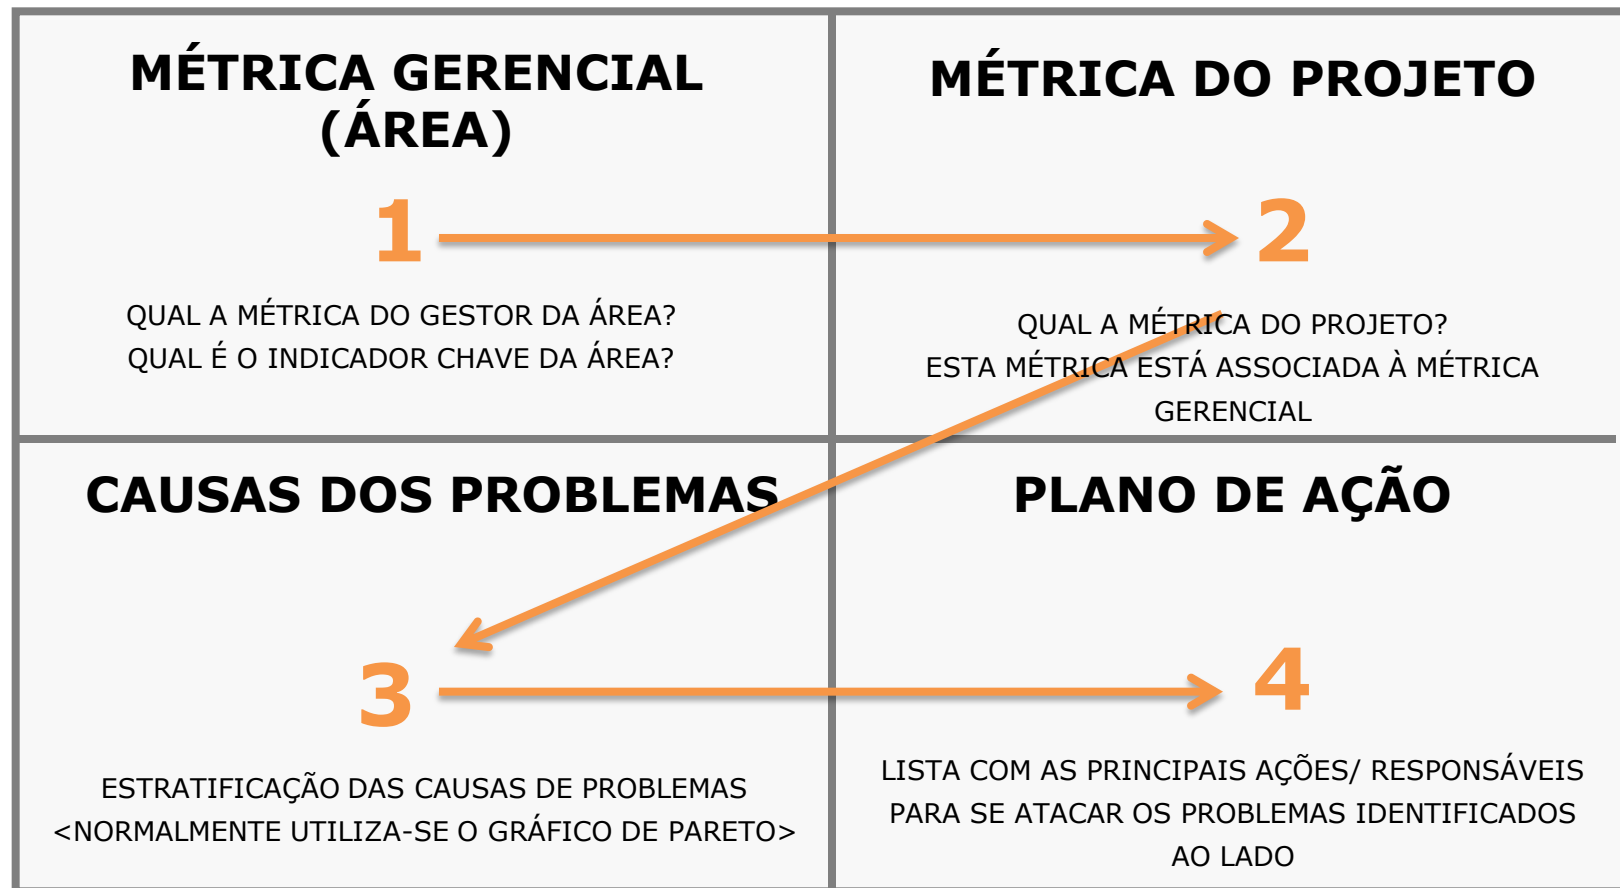 MÉTRICA GERENCIAL
(ÁREA)
1
QUAL A MÉTRICA DO GESTOR DA ÁREA?
QUAL É O INDICADOR CHAVE DA ÁREA?
MÉTRICA DO PROJETO
2
QUAL A MÉTRICA DO PROJETO?
ESTA MÉTRICA ESTÁ ASSOCIADA À MÉTRICA
GERENCIAL
CAUSAS DOS PROBLEMAS
3
ESTRATIFICAÇÃO DAS CAUSAS DE PROBLEMAS
<NORMALMENTE UTILIZA-SE O GRÁFICO DE PARETO>
PLANO DE AÇÃO
4
LISTA COM AS PRINCIPAIS AÇÕES/ RESPONSÁVEIS
PARA SE ATACAR OS PROBLEMAS IDENTIFICADOS
AO LADO